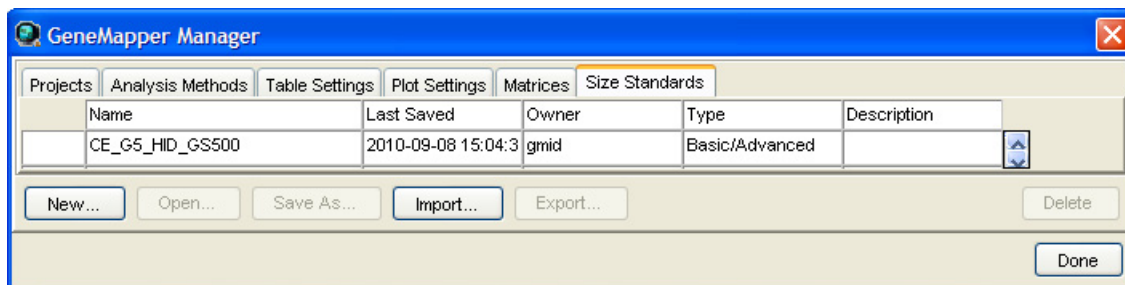 GeneMapper Manager
Projects Analysis Methods Table Settings Plot Settings Matrices Size Standards
Name Last Saved Owner Type Description
CE_G5_HID_GS500 2010-09-08 15:04:3 gmid Basic/Advanced
New... Open... Save As... Import... Export... Delete
Done